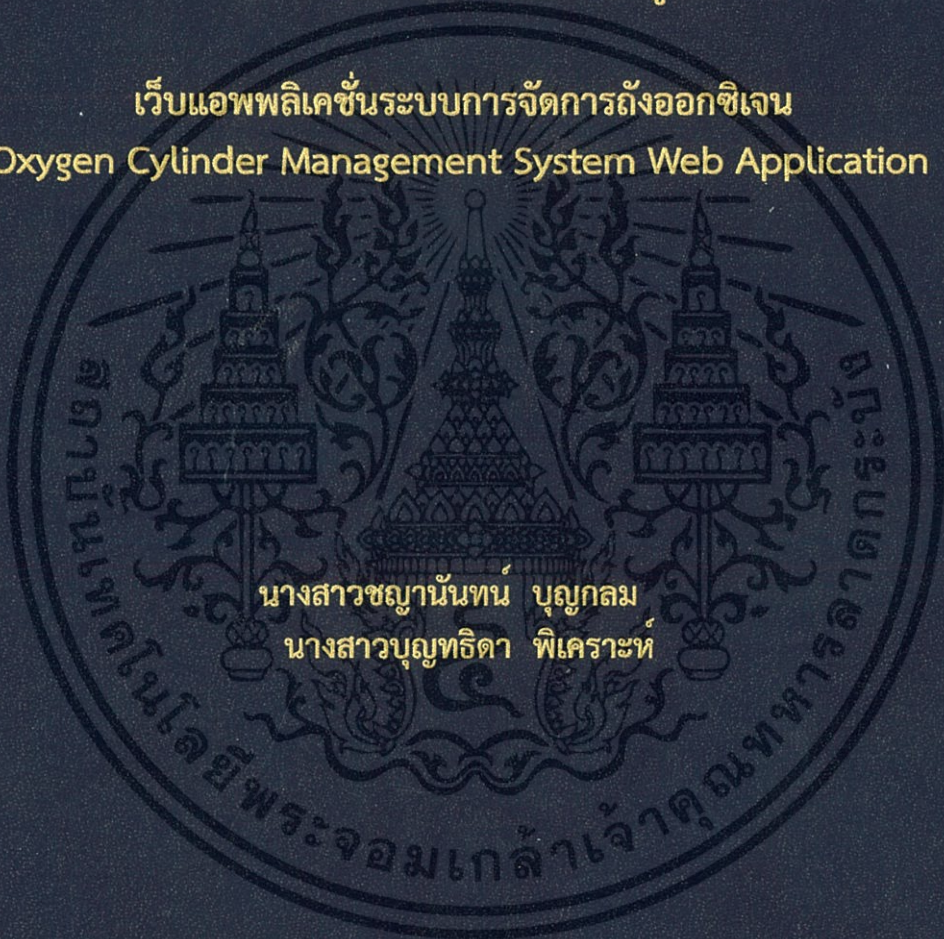 เว็บแอพพลิเคชั่นระบบการจัดการถังออกซิเจน
Oxygen Cylinder Management System Web Application
นางสาวชญานันทน์ บุญกลม
นางสาวบุญทธิดา พิเคราะห์
สถาบันเทคโนโลยีพระจอมเกล้าเจ้าคุณทหารลาดกระบัง